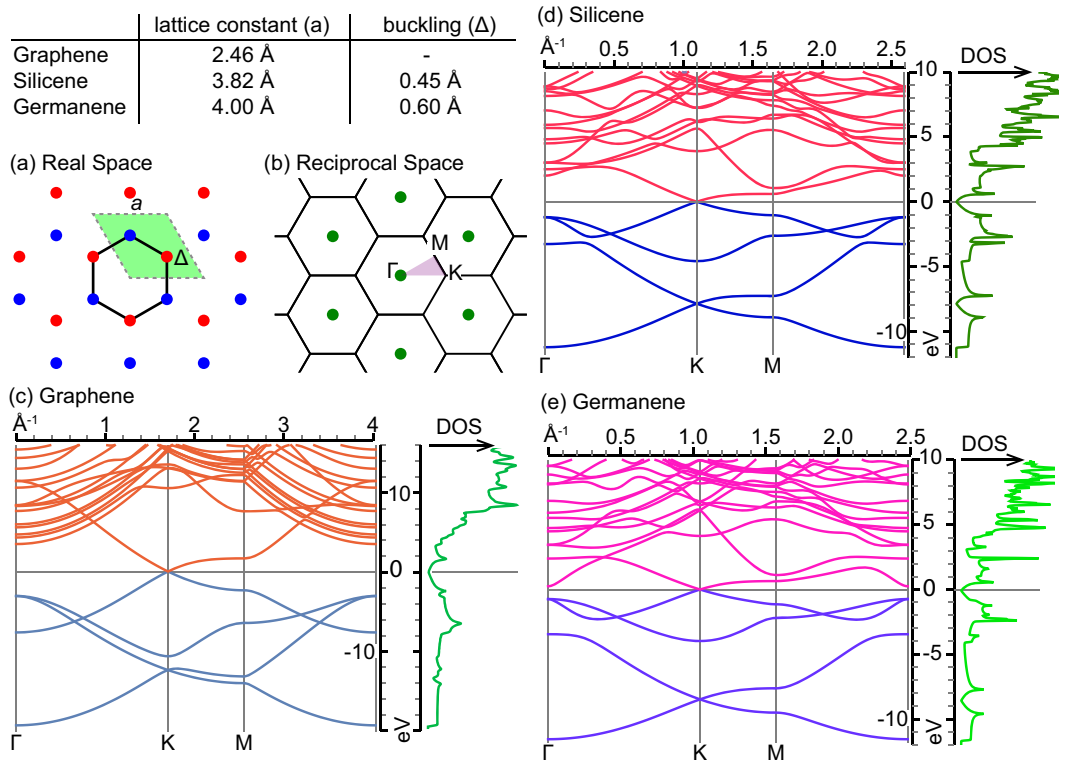 lattice constant (a) buckling (Δ)
Graphene 2.46 Å -
Silicene 3.82 Å 0.45 Å
Germanene 4.00 Å 0.60 Å
(a) Real Space
a
Δ
(b) Reciprocal Space
M
Γ
K
(c) Graphene
Å-1 1 2 3 4
DOS
10
0
-10
eV
Γ K M
(d) Silicene
Å-1 0.5 1.0 1.5 2.0 2.5
10 DOS
5
0
-5
-10
eV
Γ K M
(e) Germanene
Å-1 0.5 1.0 1.5 2.0 2.5
10 DOS
5
0
-5
-10
eV
Γ K M